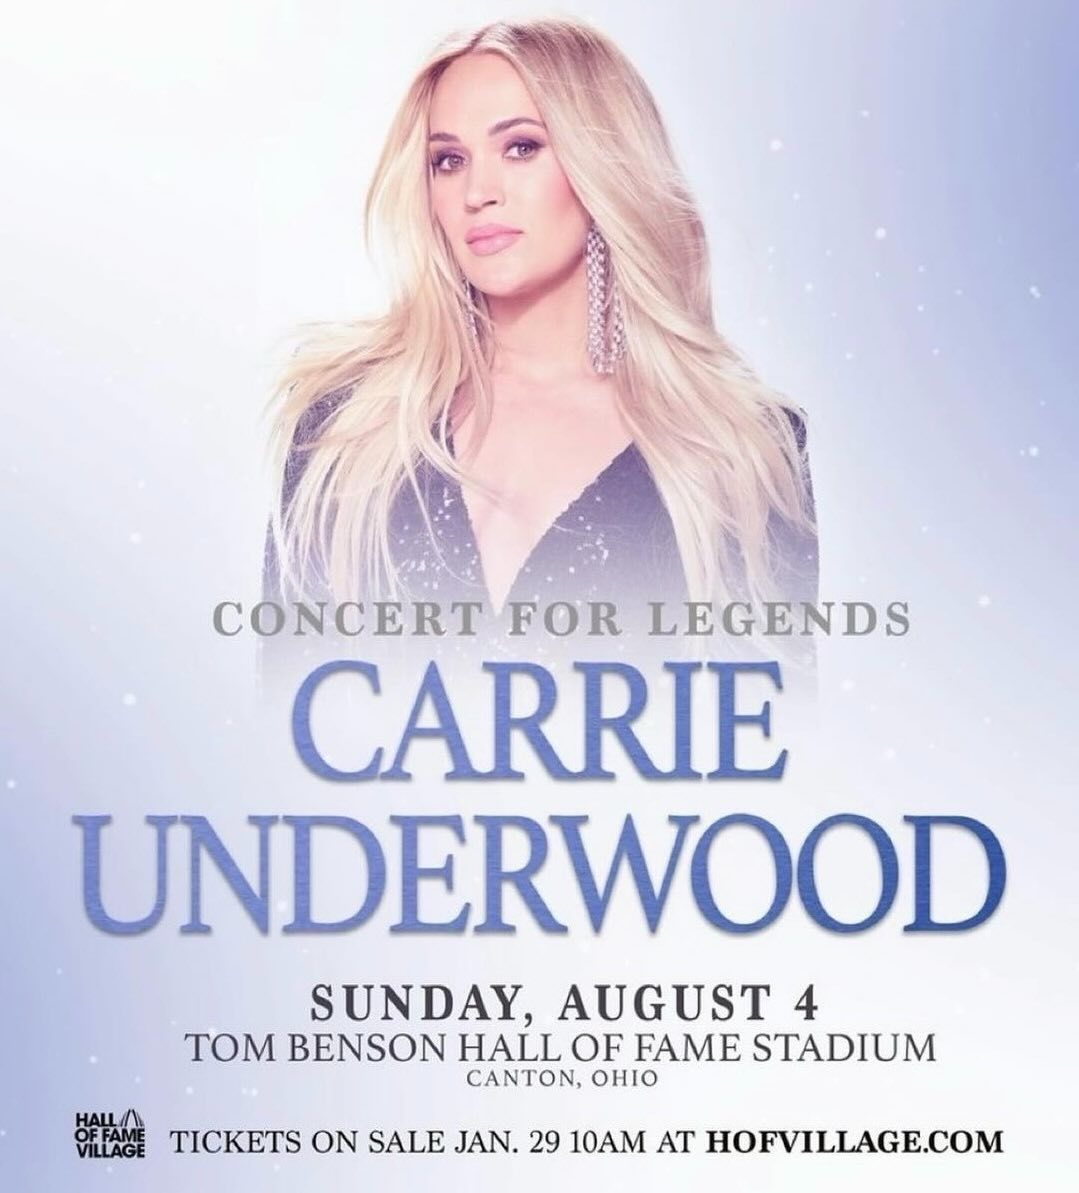 CONCERT FOR LEGENDS
CARRIE
UNDERWOOD
SUNDAY, AUGUST 4
TOM BENSON HALL OF FAME STADIUM
CANTON, OHIO
HALL
OF FAME
VILLAGE
TICKETS ON SALE JAN. 29 10AM AT HOFVILLAGE.COM